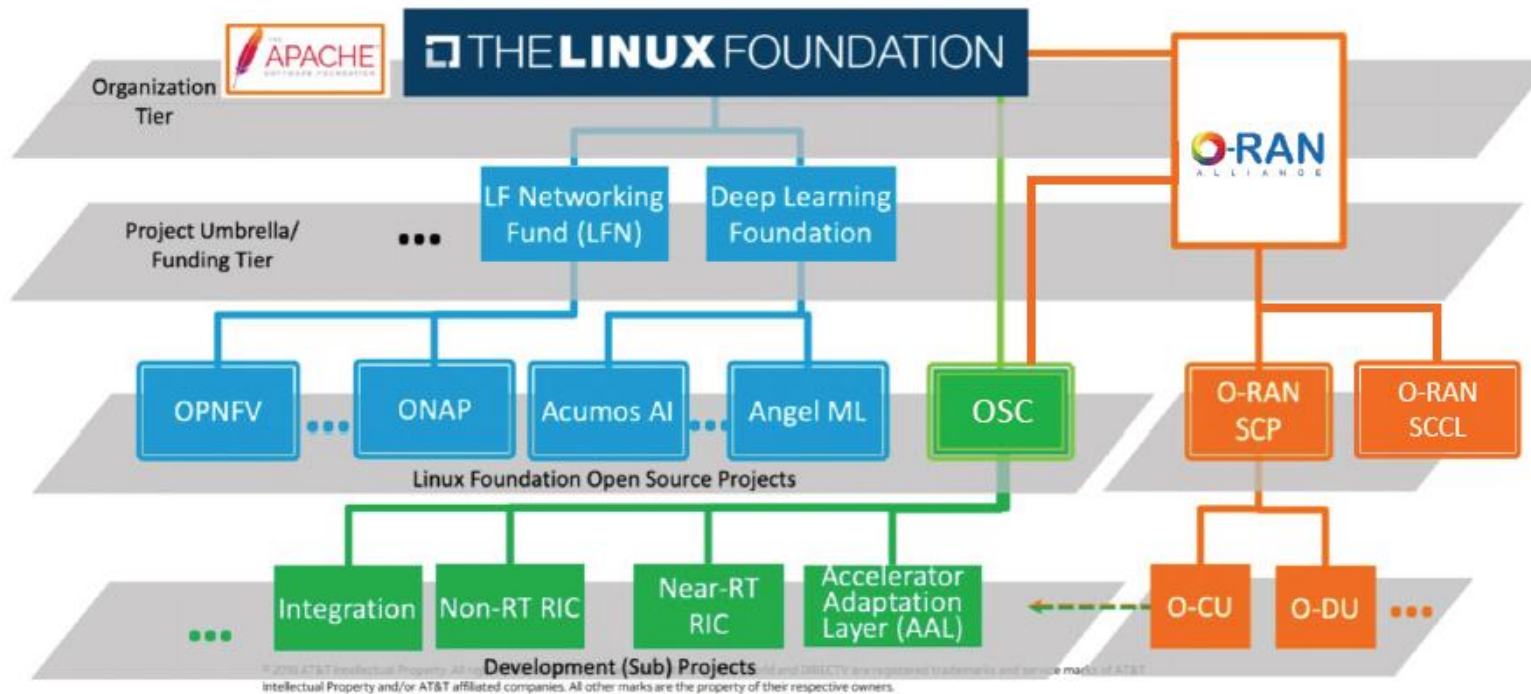 THE
APACHE
SOFTWARE FOUNDATION
THE LINUX FOUNDATION
Organization
Tier
O-RAN
ALLIANCE
LF Networking
Fund (LFN)
Deep Learning
Foundation
Project Umbrella/
Funding Tier
...
OPNFV
...
ONAP
Acumos AI
...
Angel ML
OSC
O-RAN
SCP
O-RAN
SCCL
Linux Foundation Open Source Projects
Integration
Non-RT RIC
Near-RT
RIC
Accelerator
Adaptation
Layer (AAL)
O-CU
O-DU
...
...
Development (Sub) Projects
AT&T Intellectual Property. All and DIRECTV are registered trademarks and service marks of AT&T
Intellectual Property and/or AT&T affiliated companies. All other marks are the property of their respective owners.